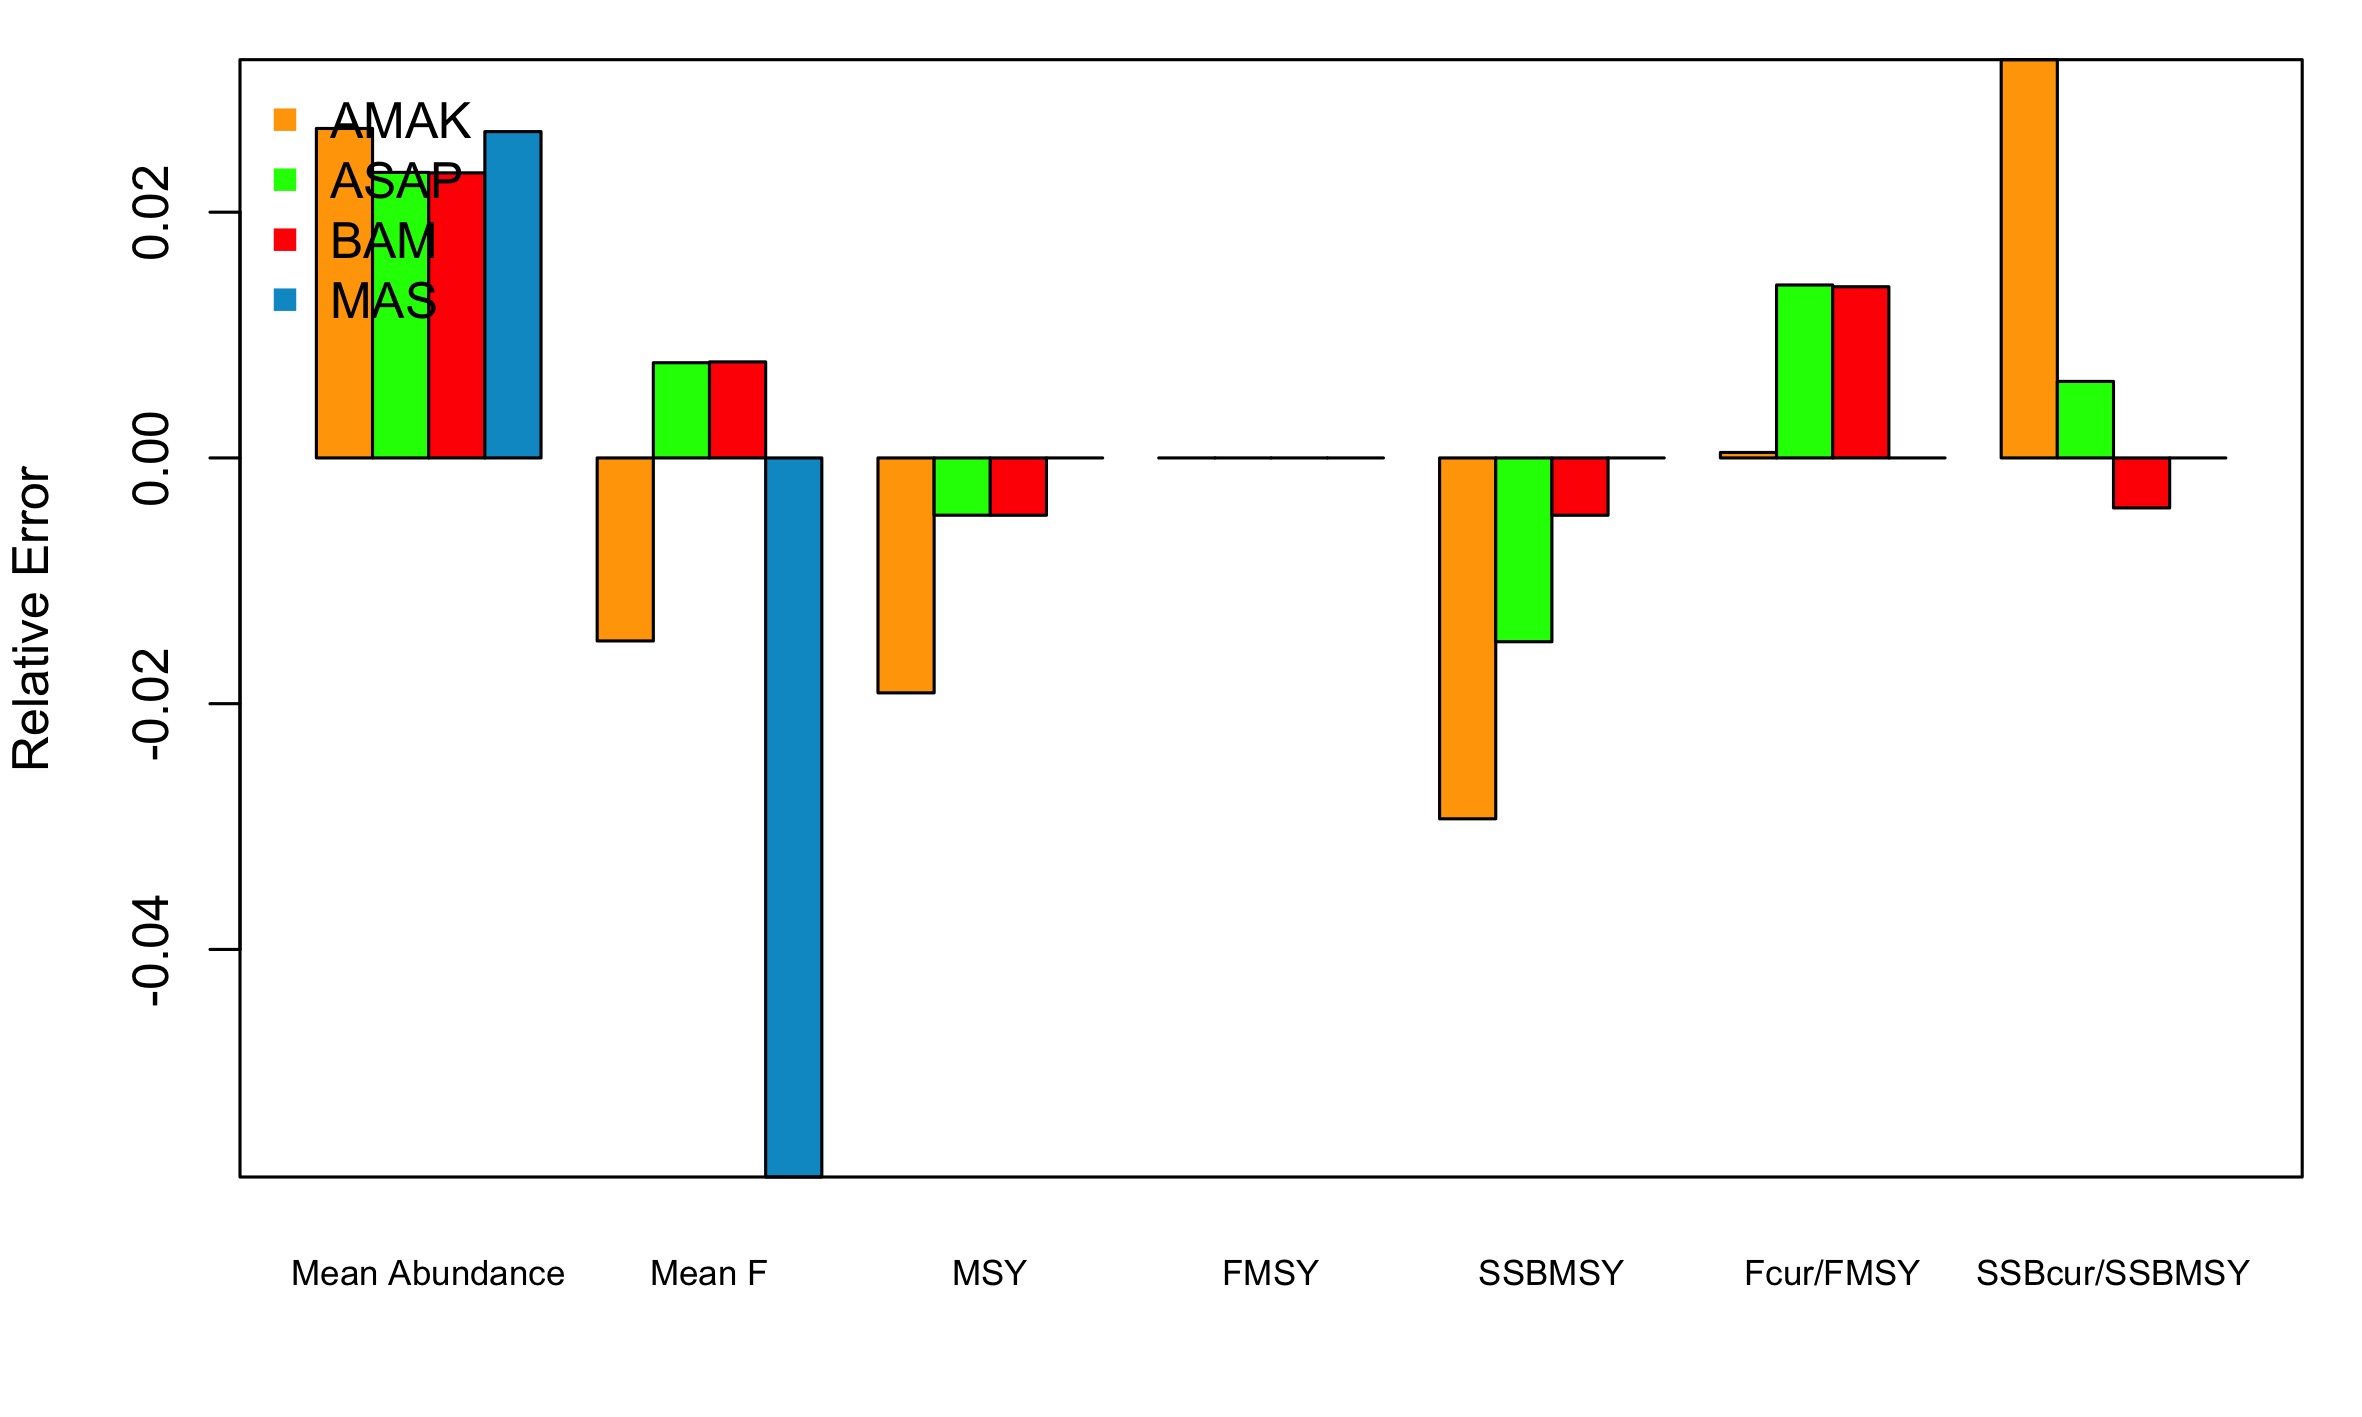 AMAK
ASAP
BAM
MAS
Relative Error
0.02
0.00
-0.02
-0.04
Mean Abundance
Mean F
MSY
FMSY
SSBMSY
Fcur/FMSY
SSBcur/SSBMSY